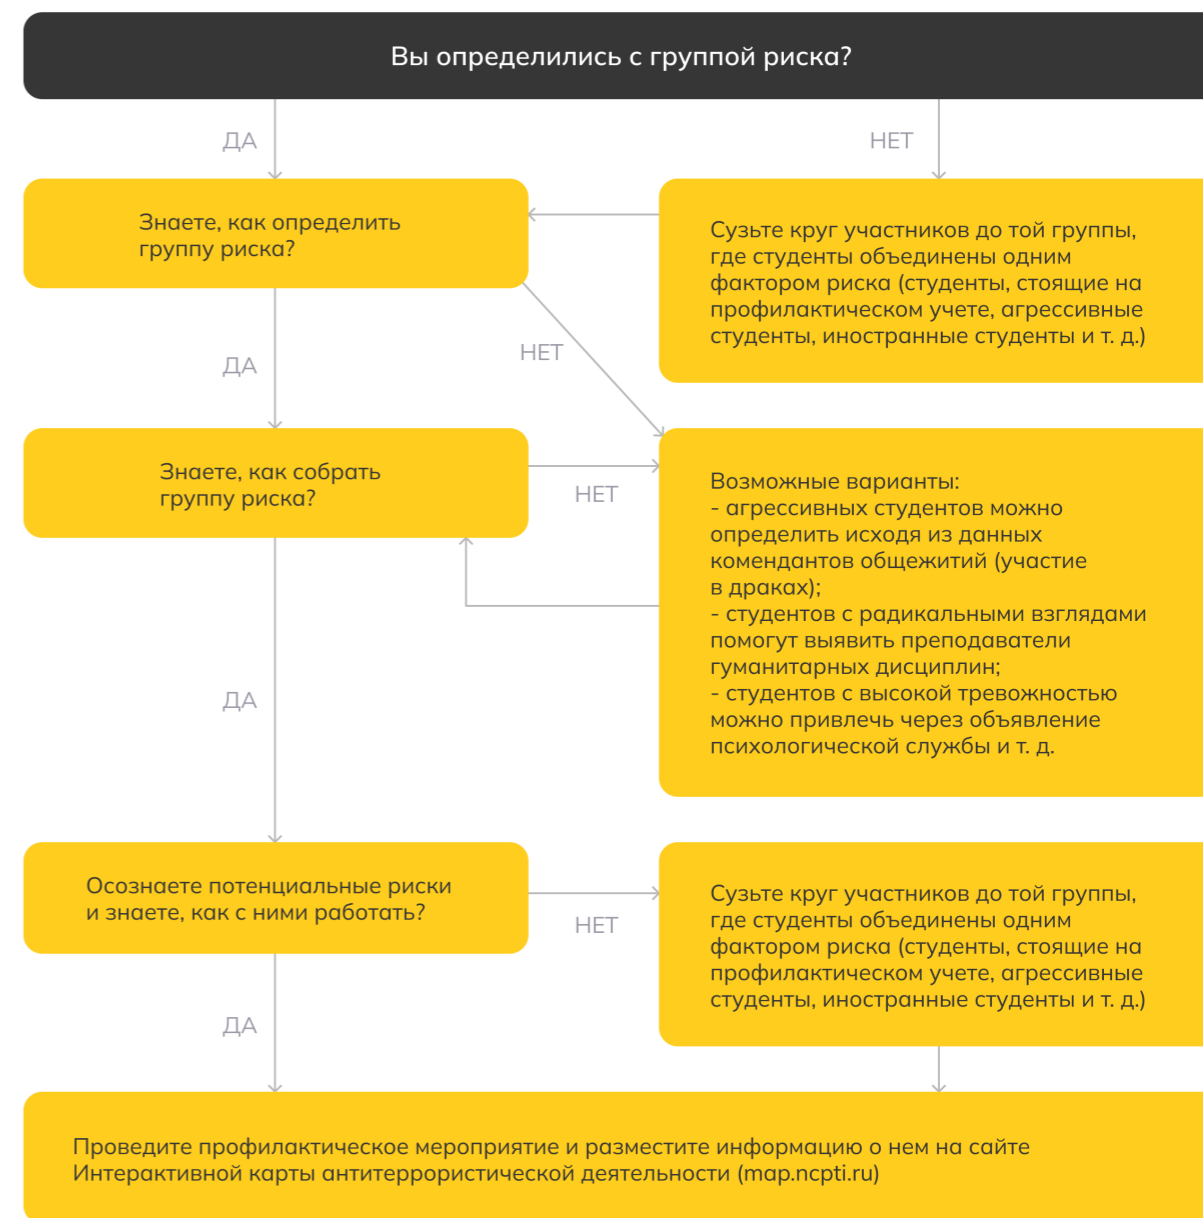 Вы определились с группой риска?
ДА
НЕТ
Знаете, как определить
группу риска?
Сузьте круг участников до той группы,
где студенты объединены одним
фактором риска (студенты, стоящие на
профилактическом учете, агрессивные
студенты, иностранные студенты и т. д.)
ДА
НЕТ
Знаете, как собрать
группу риска?
НЕТ
Возможные варианты:
- агрессивных студентов можно
определить исходя из данных
комендантов общежитий (участие
в драках);
- студентов с радикальными взглядами
помогут выявить преподаватели
гуманитарных дисциплин;
- студентов с высокой тревожностью
можно привлечь через объявление
психологической службы и т. д.
ДА
Осознаете потенциальные риски
и знаете, как с ними работать?
НЕТ
Сузьте круг участников до той группы,
где студенты объединены одним
фактором риска (студенты, стоящие на
профилактическом учете, агрессивные
студенты, иностранные студенты и т. д.)
ДА
Проведите профилактическое мероприятие и разместите информацию о нем на сайте
Интерактивной карты антитеррористической деятельности (map.ncpti.ru)